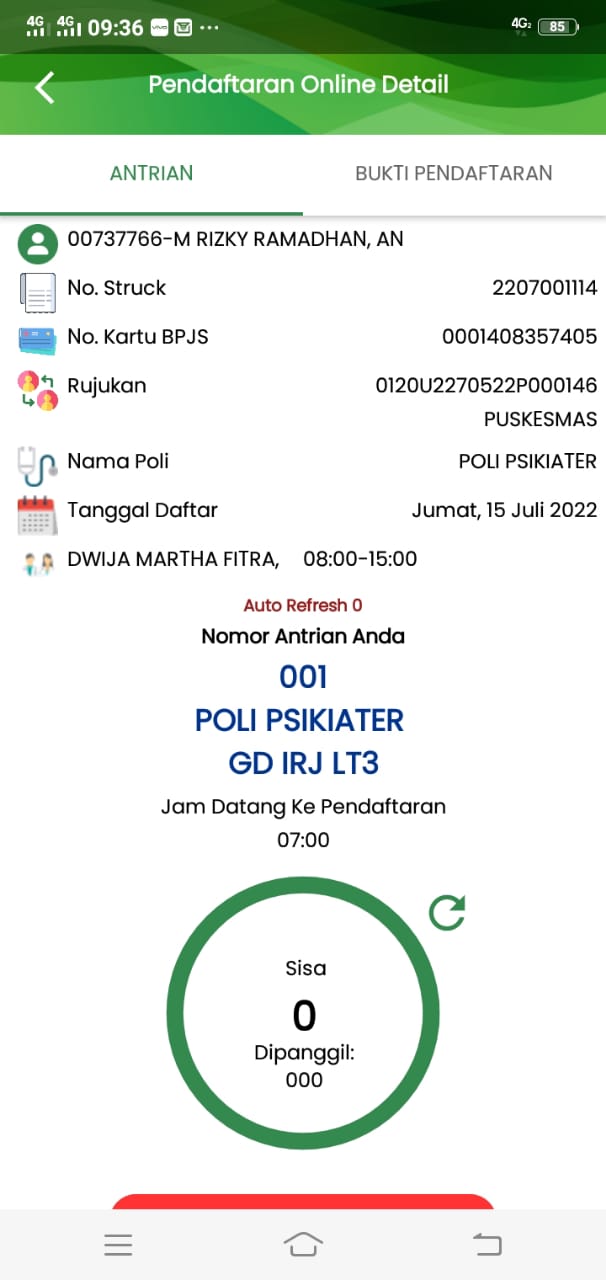 4G 4G 09:36 vivo ... 4G2 85
Pendaftaran Online Detail
ANTRIAN BUKTI PENDAFTARAN
00737766-M RIZKY RAMADHAN, AN
No. Struck 2207001114
No. Kartu BPJS 0001408357405
Rujukan 0120U2270522P000146
PUSKESMAS
Nama Poli POLI PSIKIATER
Tanggal Daftar Jumat, 15 Juli 2022
DWIJA MARTHA FITRA, 08:00-15:00
Auto Refresh 0
Nomor Antrian Anda
001
POLI PSIKIATER
GD IRJ LT3
Jam Datang Ke Pendaftaran
07:00
Sisa
0
Dipanggil:
000